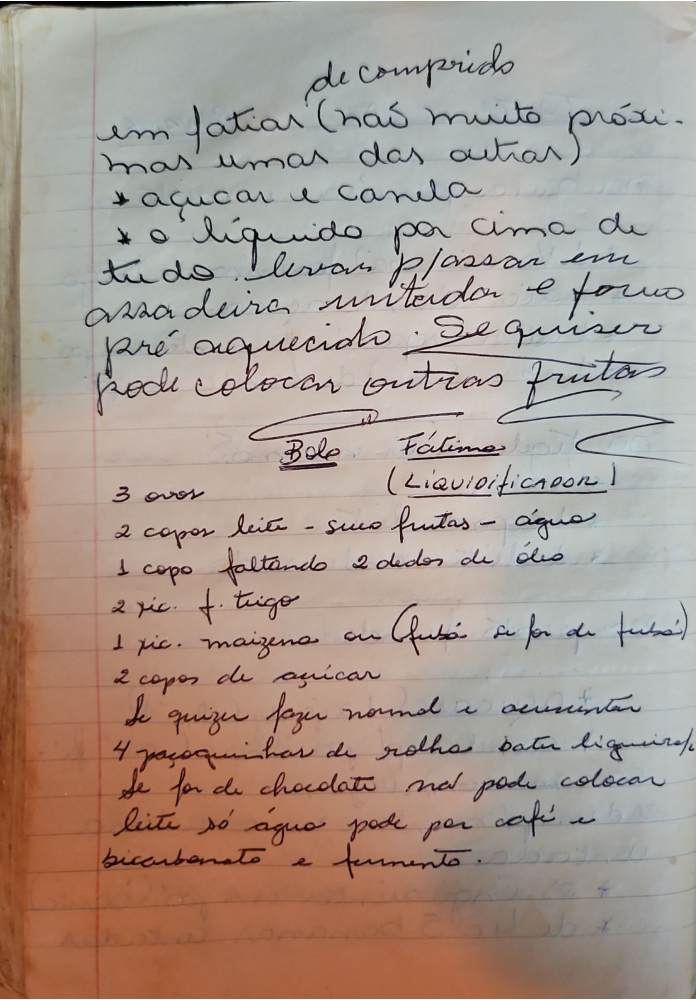 de comprido
em fatias (naõ muito próxi-
mas umas das outras)
* açucar e canela
* o líquido por cima de
tudo. levar p/assar em
assadeira untada e forno
pré aquecido. Se quiser
pode colocar outras frutas
Bolo Fátima
(LIQUIDIFICADOR)
3 ovos
2 copos leite - suco frutas - água
1 copo faltando 2 dedos de óleo
2 xic. f. trigo
1 xic. maizena ou (fubá se for de fubá)
2 copos de açúcar
Se quizer fazer normal e acrescentar
4 paçoquinhas de rolha bater ligueira/e
Se for de chocolate naõ pode colocar
leite só água pode por café e
bicarbonato e fermento.